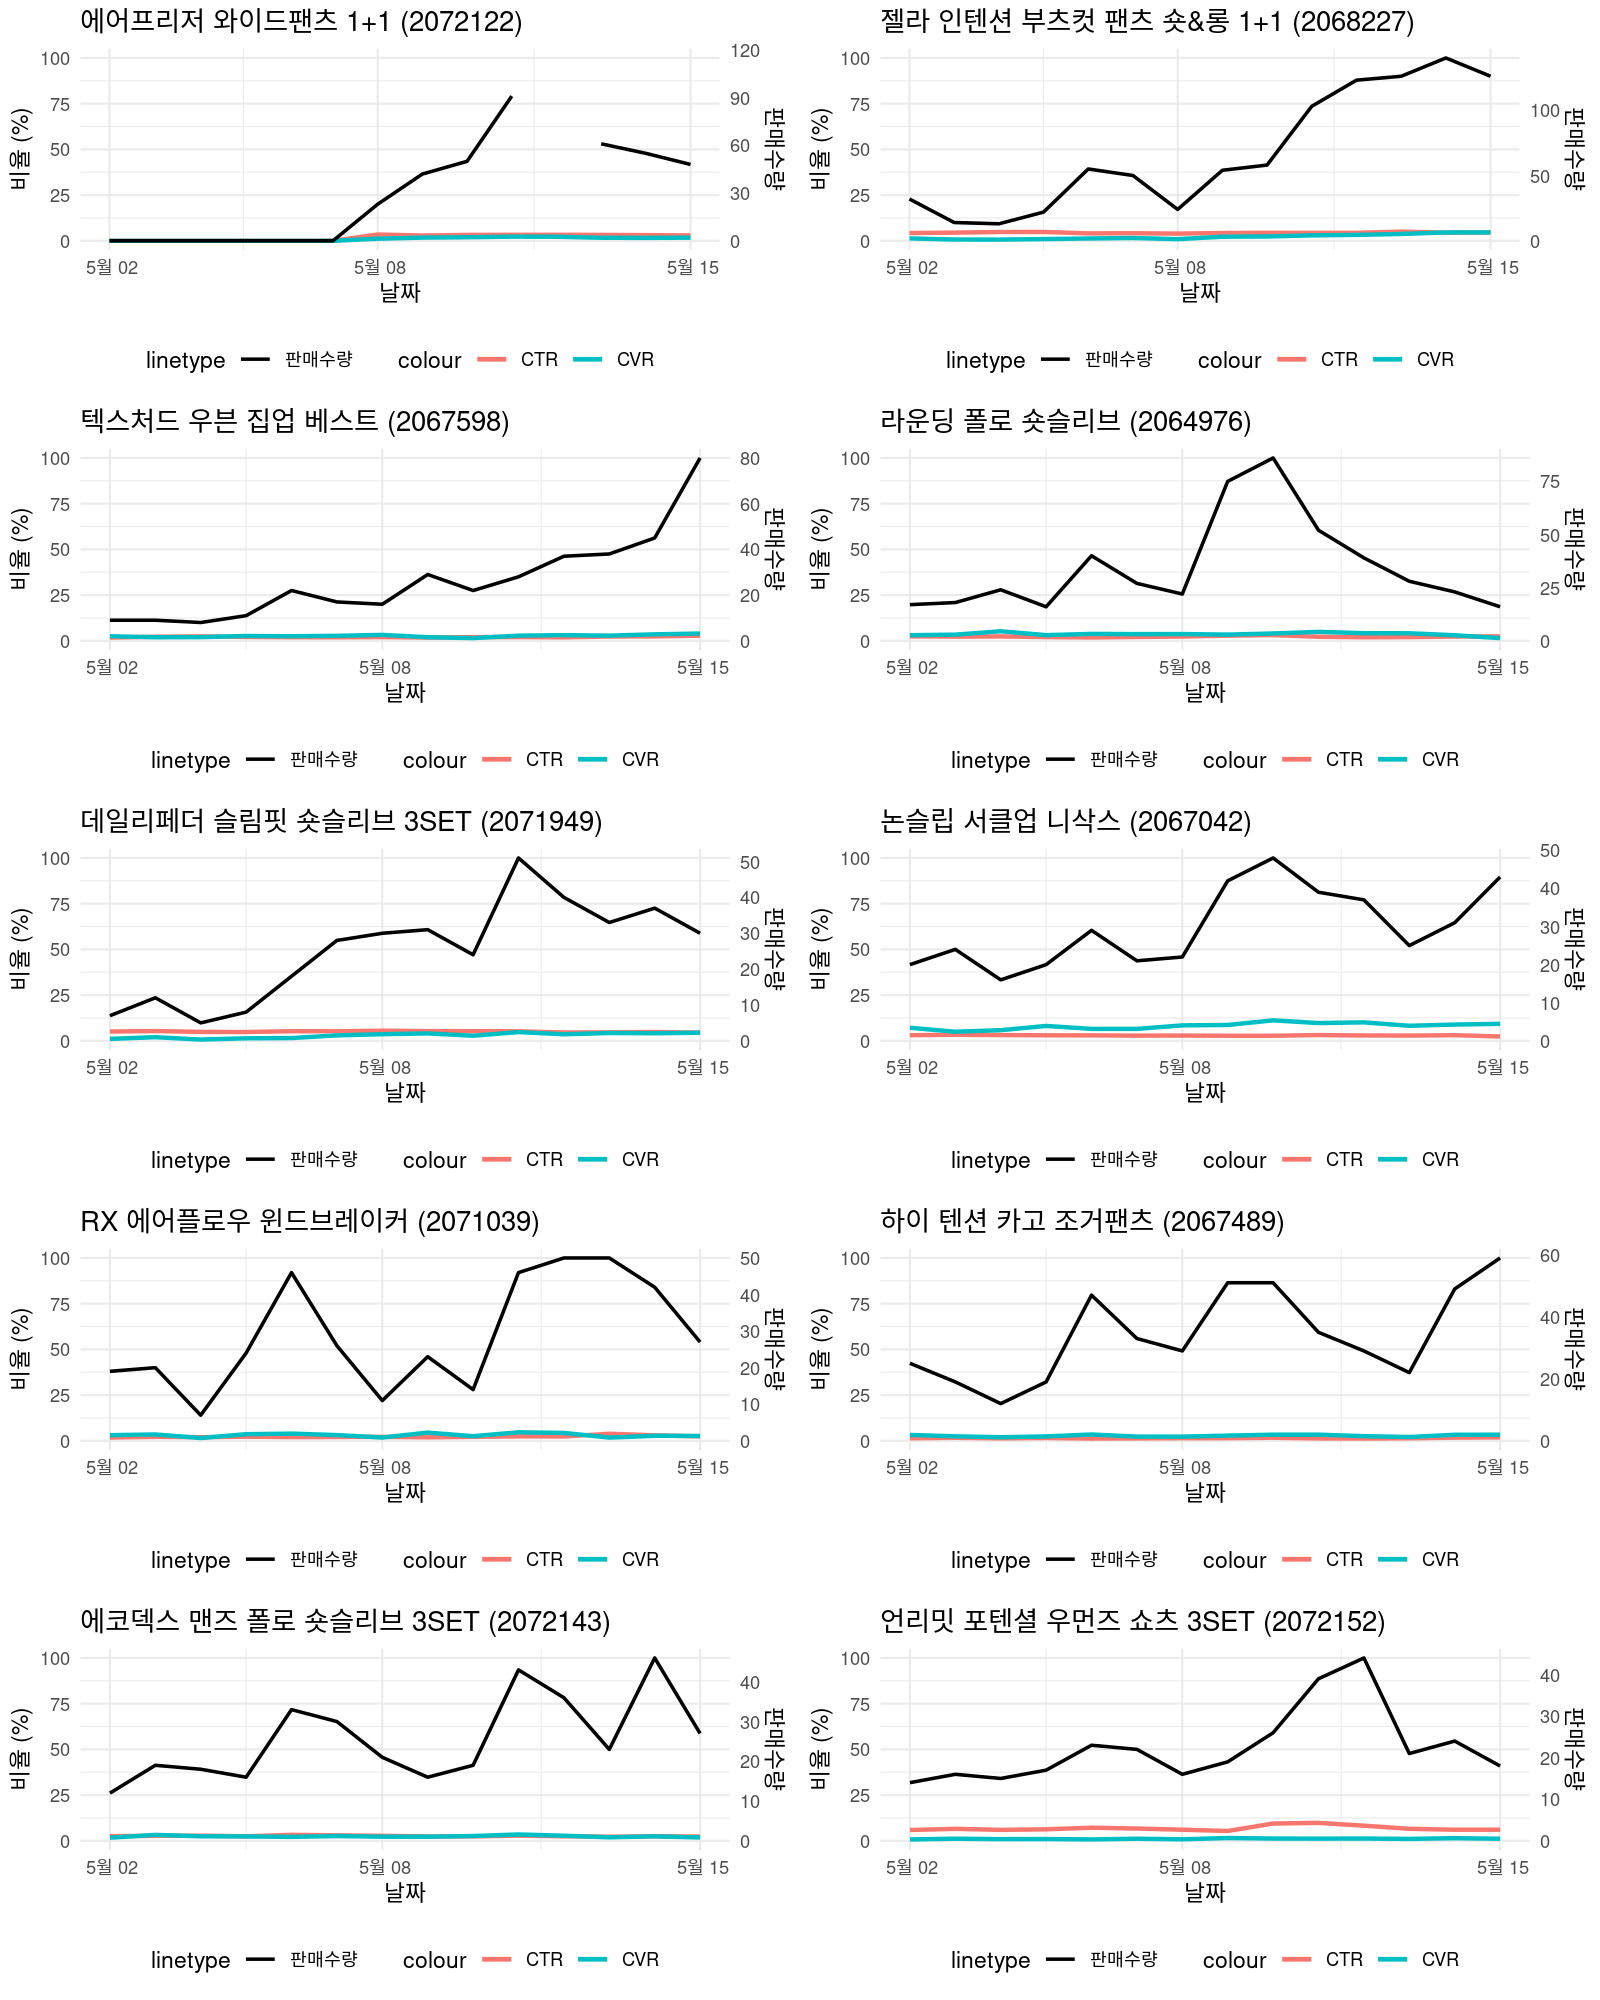 에어프리저 와이드팬츠 1+1 (2072122)
비율 (%)
100
75
50
25
0
120
90
60
30
0
판매수량
5월 02
5월 08
5월 15
날짜
linetype 판매수량 colour CTR CVR
젤라 인텐션 부츠컷 팬츠 숏&롱 1+1 (2068227)
비율 (%)
100
75
50
25
0
100
50
0
판매수량
5월 02
5월 08
5월 15
날짜
linetype 판매수량 colour CTR CVR
텍스처드 우븐 집업 베스트 (2067598)
비율 (%)
100
75
50
25
0
80
60
40
20
0
판매수량
5월 02
5월 08
5월 15
날짜
linetype 판매수량 colour CTR CVR
라운딩 폴로 숏슬리브 (2064976)
비율 (%)
100
75
50
25
0
75
50
25
0
판매수량
5월 02
5월 08
5월 15
날짜
linetype 판매수량 colour CTR CVR
데일리페더 슬림핏 숏슬리브 3SET (2071949)
비율 (%)
100
75
50
25
0
50
40
30
20
10
0
판매수량
5월 02
5월 08
5월 15
날짜
linetype 판매수량 colour CTR CVR
논슬립 서클업 니삭스 (2067042)
비율 (%)
100
75
50
25
0
50
40
30
20
10
0
판매수량
5월 02
5월 08
5월 15
날짜
linetype 판매수량 colour CTR CVR
RX 에어플로우 윈드브레이커 (2071039)
비율 (%)
100
75
50
25
0
50
40
30
20
10
0
판매수량
5월 02
5월 08
5월 15
날짜
linetype 판매수량 colour CTR CVR
하이 텐션 카고 조거팬츠 (2067489)
비율 (%)
100
75
50
25
0
60
40
20
0
판매수량
5월 02
5월 08
5월 15
날짜
linetype 판매수량 colour CTR CVR
에코덱스 맨즈 폴로 숏슬리브 3SET (2072143)
비율 (%)
100
75
50
25
0
40
30
20
10
0
판매수량
5월 02
5월 08
5월 15
날짜
linetype 판매수량 colour CTR CVR
언리밋 포텐셜 우먼즈 쇼츠 3SET (2072152)
비율 (%)
100
75
50
25
0
40
30
20
10
0
판매수량
5월 02
5월 08
5월 15
날짜
linetype 판매수량 colour CTR CVR